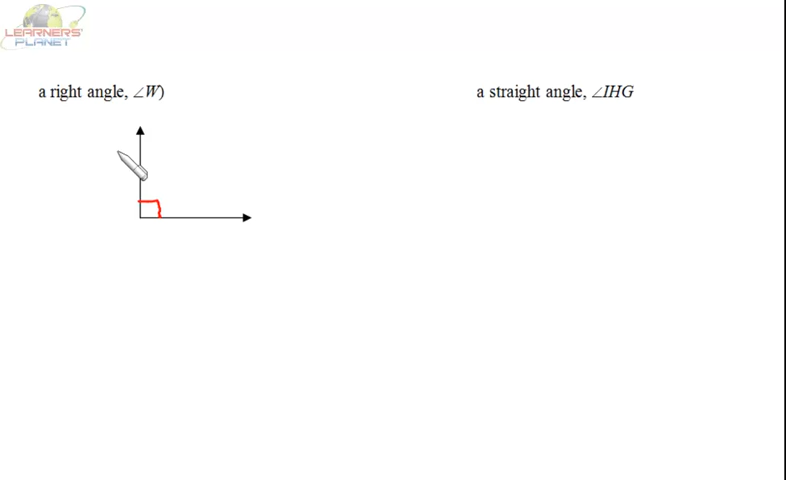 LEARNERS'
PLANET
a right angle, ∠W)
a straight angle, ∠IHG